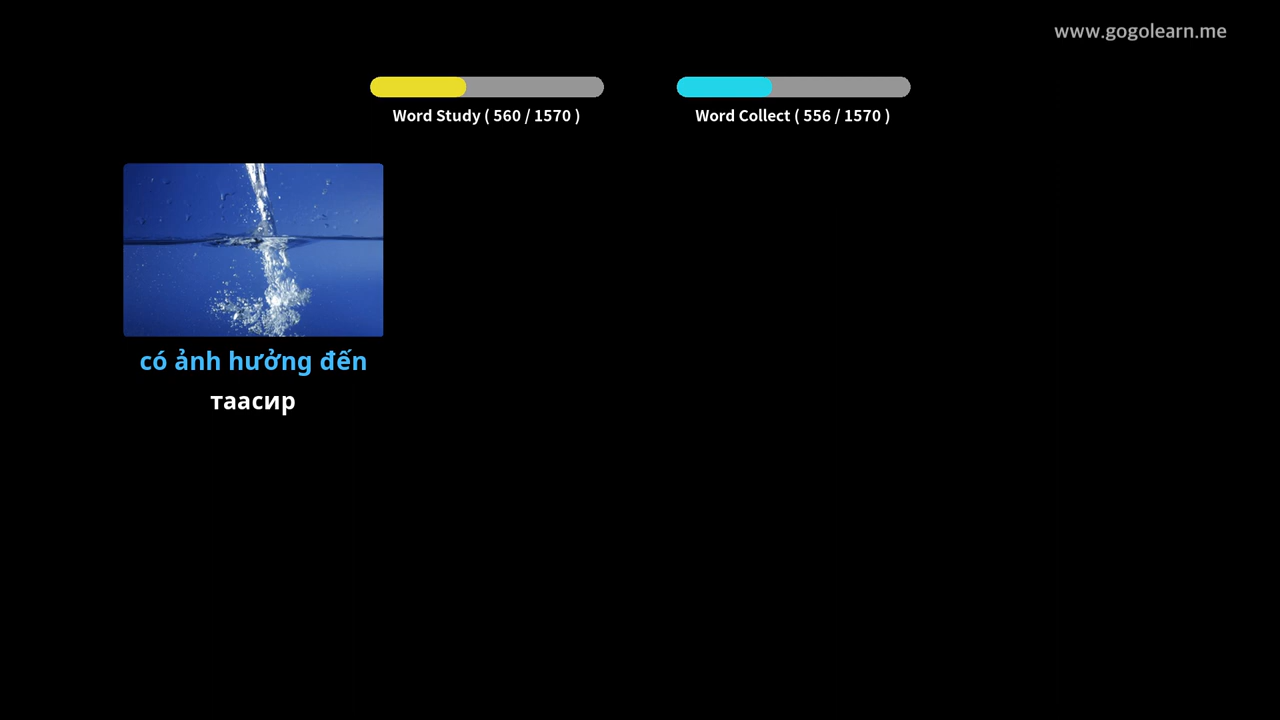 www.gogolearn.me
Word Study ( 560 / 1570 )
Word Collect ( 556 / 1570 )
có ảnh hưởng đến
таасир